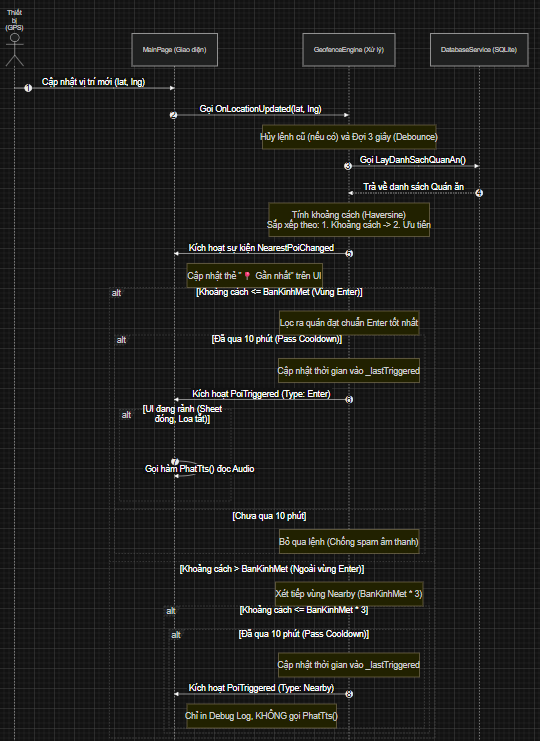 Thiết
bị
(GPS)
MainPage (Giao diện)
GeofenceEngine (Xử lý)
DatabaseService (SQLite)
1
Cập nhật vị trí mới (lat, lng)
2
Gọi OnLocationUpdated(lat, lng)
Hủy lệnh cũ (nếu có) và Đợi 3 giây (Debounce)
3
Gọi LayDanhSachQuanAn()
Trả về danh sách Quán ăn
4
Tính khoảng cách (Haversine)
Sắp xếp theo: 1. Khoảng cách -> 2. Ưu tiên
Kích hoạt sự kiện NearestPoiChanged
5
Cập nhật thẻ "📍 Gần nhất" trên UI
alt
[Khoảng cách <= BanKinhMet (Vùng Enter)]
Lọc ra quán đạt chuẩn Enter tốt nhất
alt
[Đã qua 10 phút (Pass Cooldown)]
Cập nhật thời gian vào _lastTriggered
Kích hoạt PoiTriggered (Type: Enter)
6
alt
[UI đang rảnh (Sheet
đóng, Loa tắt)]
7
Gọi hàm PhatTts() đọc Audio
[Chưa qua 10 phút]
Bỏ qua lệnh (Chống spam âm thanh)
[Khoảng cách > BanKinhMet (Ngoài vùng Enter)]
Xét tiếp vùng Nearby (BanKinhMet * 3)
alt
[Khoảng cách <= BanKinhMet * 3]
alt
[Đã qua 10 phút (Pass Cooldown)]
Cập nhật thời gian vào _lastTriggered
Kích hoạt PoiTriggered (Type: Nearby)
8
Chỉ in Debug Log, KHÔNG gọi PhatTts()